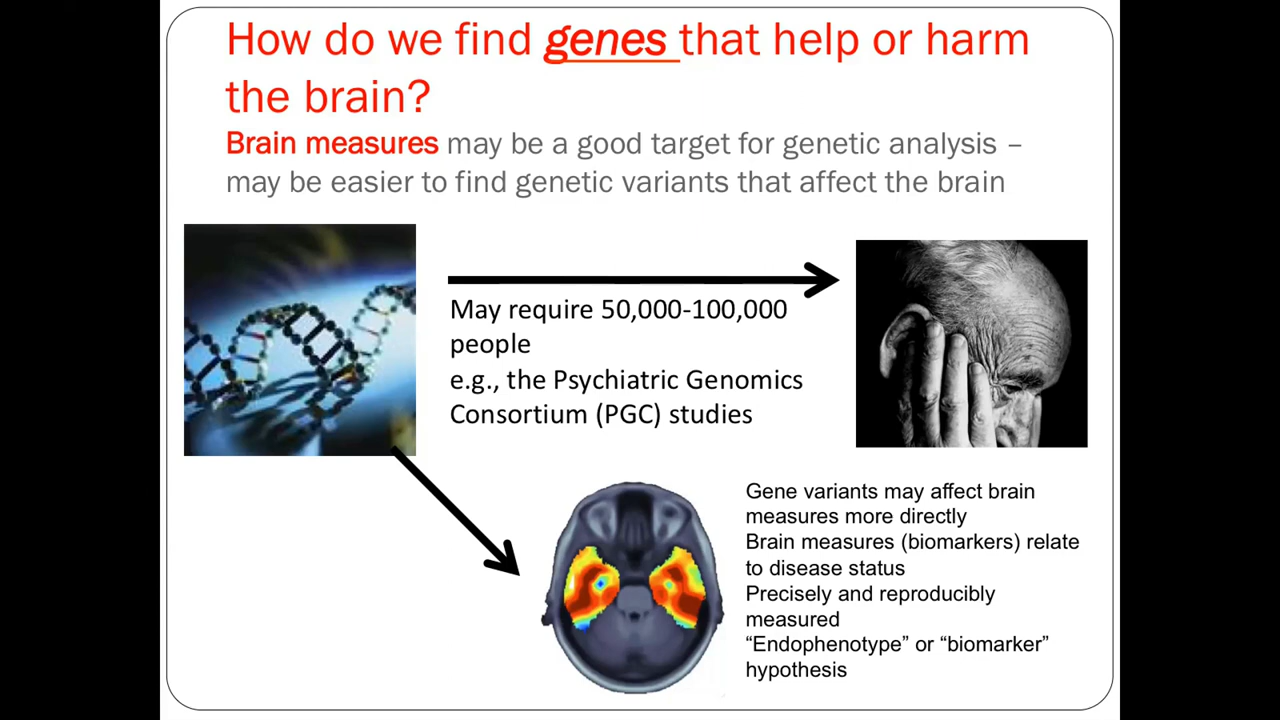 How do we find genes that help or harm
the brain?
Brain measures may be a good target for genetic analysis –
may be easier to find genetic variants that affect the brain
May require 50,000-100,000
people
e.g., the Psychiatric Genomics
Consortium (PGC) studies
Gene variants may affect brain
measures more directly
Brain measures (biomarkers) relate
to disease status
Precisely and reproducibly
measured
“Endophenotype” or “biomarker”
hypothesis